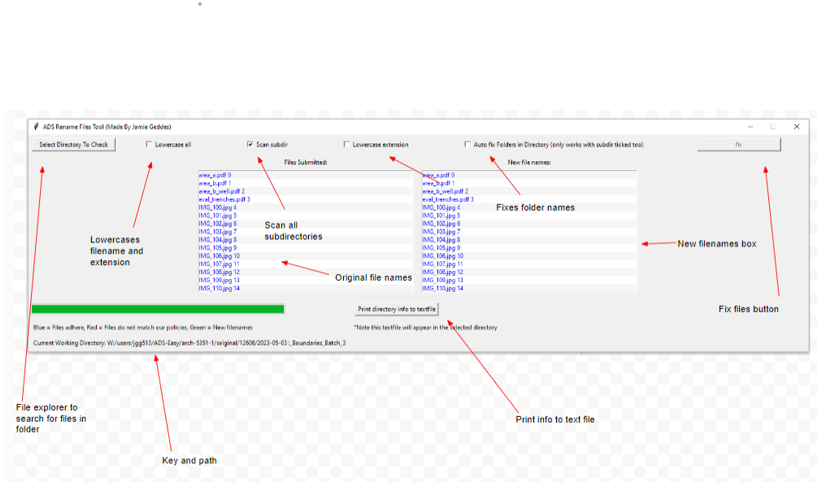 ADS Rename Files Tool (Made By Jamie Geddes)
Select Directory To Check
Lowercase all
Scan subdir
Lowercase extension
Auto fix Folders in Directory (only works with subdir ticked too)
Fix
Files Submitted:
New file names:
area_a.pdf 0
area_b.pdf 1
area_b_well.pdf 2
eval_trenches.pdf 3
IMG_100.jpg 4
IMG_101.jpg 5
IMG_102.jpg 6
IMG_103.jpg 7
IMG_104.jpg 8
IMG_105.jpg 9
IMG_106.jpg 10
IMG_107.jpg 11
IMG_108.jpg 12
IMG_109.jpg 13
IMG_110.jpg 14
area_a.pdf 0
area_b.pdf 1
area_b_well.pdf 2
eval_trenches.pdf 3
IMG_100.jpg 4
IMG_101.jpg 5
IMG_102.jpg 6
IMG_103.jpg 7
IMG_104.jpg 8
IMG_105.jpg 9
IMG_106.jpg 10
IMG_107.jpg 11
IMG_108.jpg 12
IMG_109.jpg 13
IMG_110.jpg 14
Fixes folder names
Scan all
subdirectories
Lowercases
filename and
extension
New filenames box
Original file names
Fix files button
Print directory info to textfile
Blue = Files adhere, Red = Files do not match our policies, Green = New filenames
*Note this textfile will appear in the selected directory
Current Working Directory: W:/users/jgg513/ADS-Easy/arch-5351-1/original/12608/2023-05-03
File explorer to
search for files in
folder
Print info to text file
Key and path